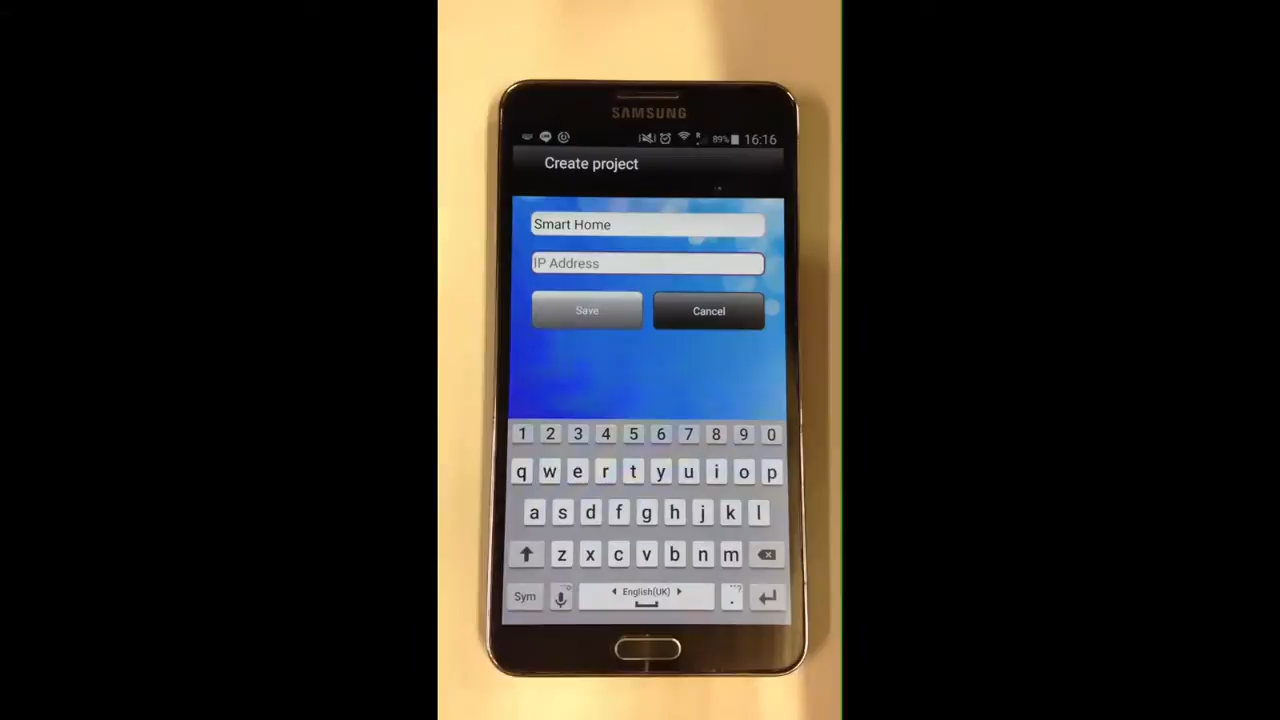 SAMSUNG
89% 16:16
Create project
Smart Home
IP Address
Save Cancel
1 2 3 4 5 6 7 8 9 0
q w e r t y u i o p
a s d f g h j k l
z x c v b n m
Sym English(UK) .